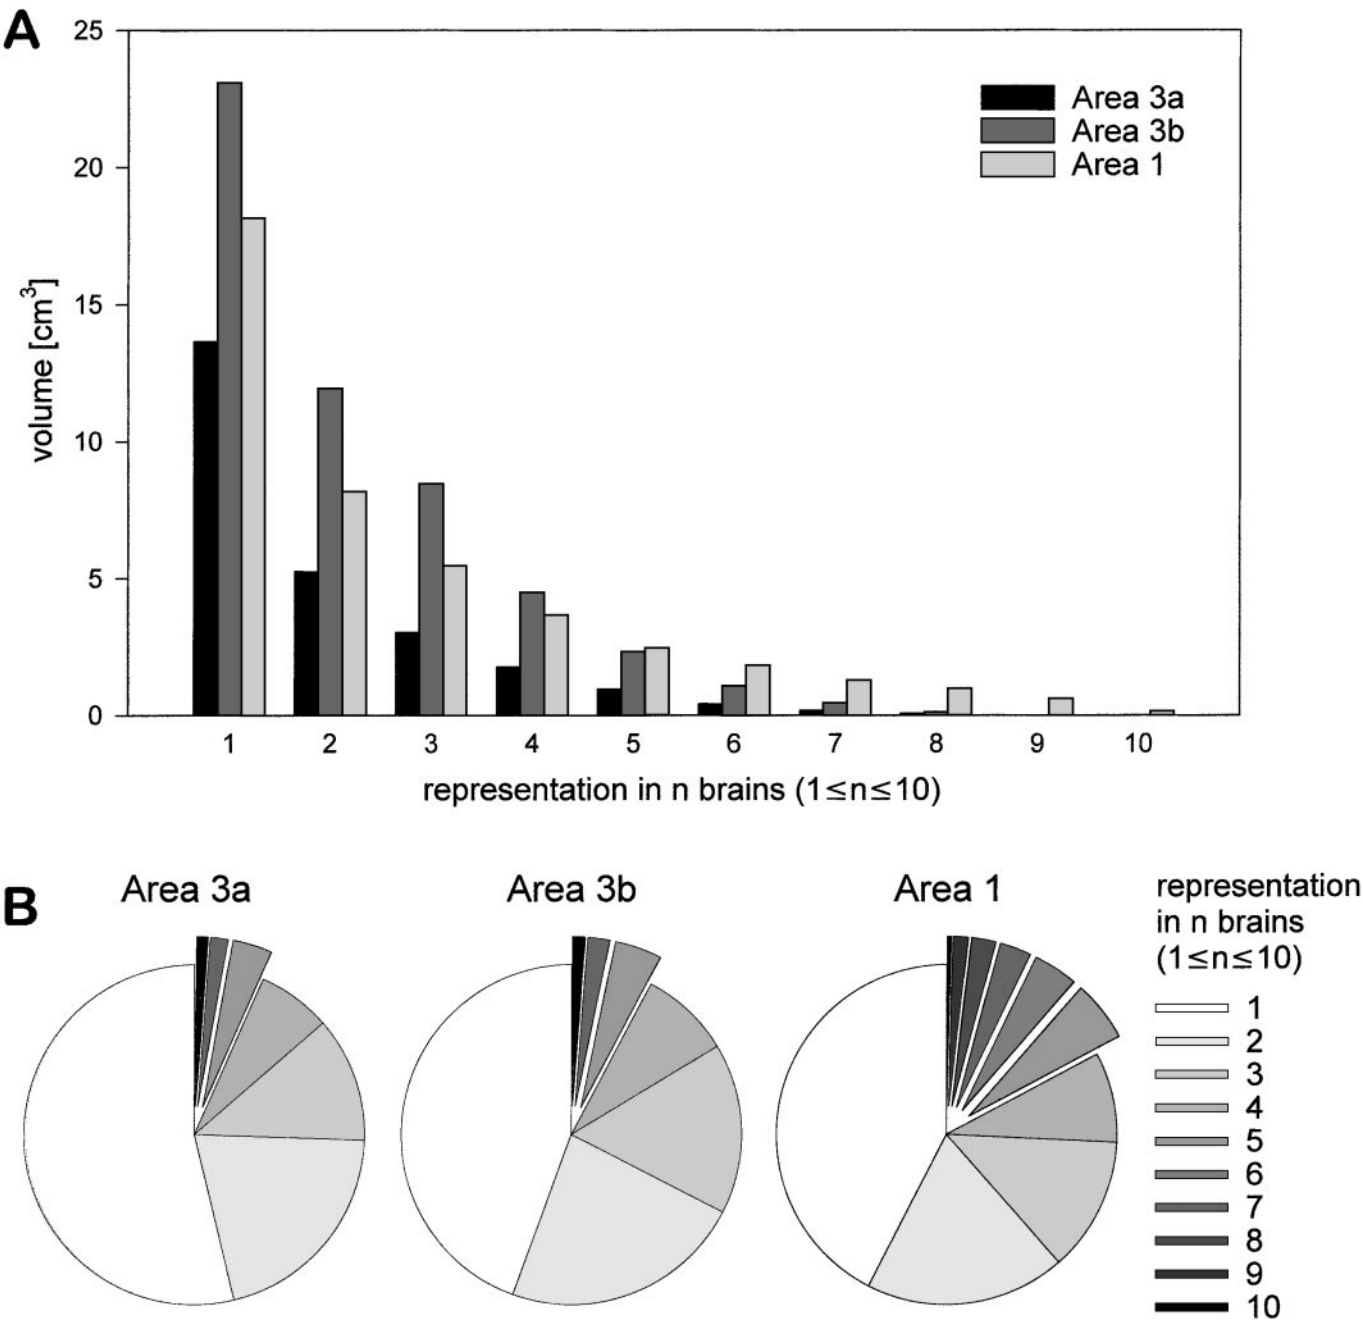 A
25
20
15
10
5
0
volume [cm³]
Area 3a
Area 3b
Area 1
1 2 3 4 5 6 7 8 9 10
representation in n brains (1≤n≤10)
B
Area 3a
Area 3b
Area 1
representation
in n brains
(1≤n≤10)
1
2
3
4
5
6
7
8
9
10